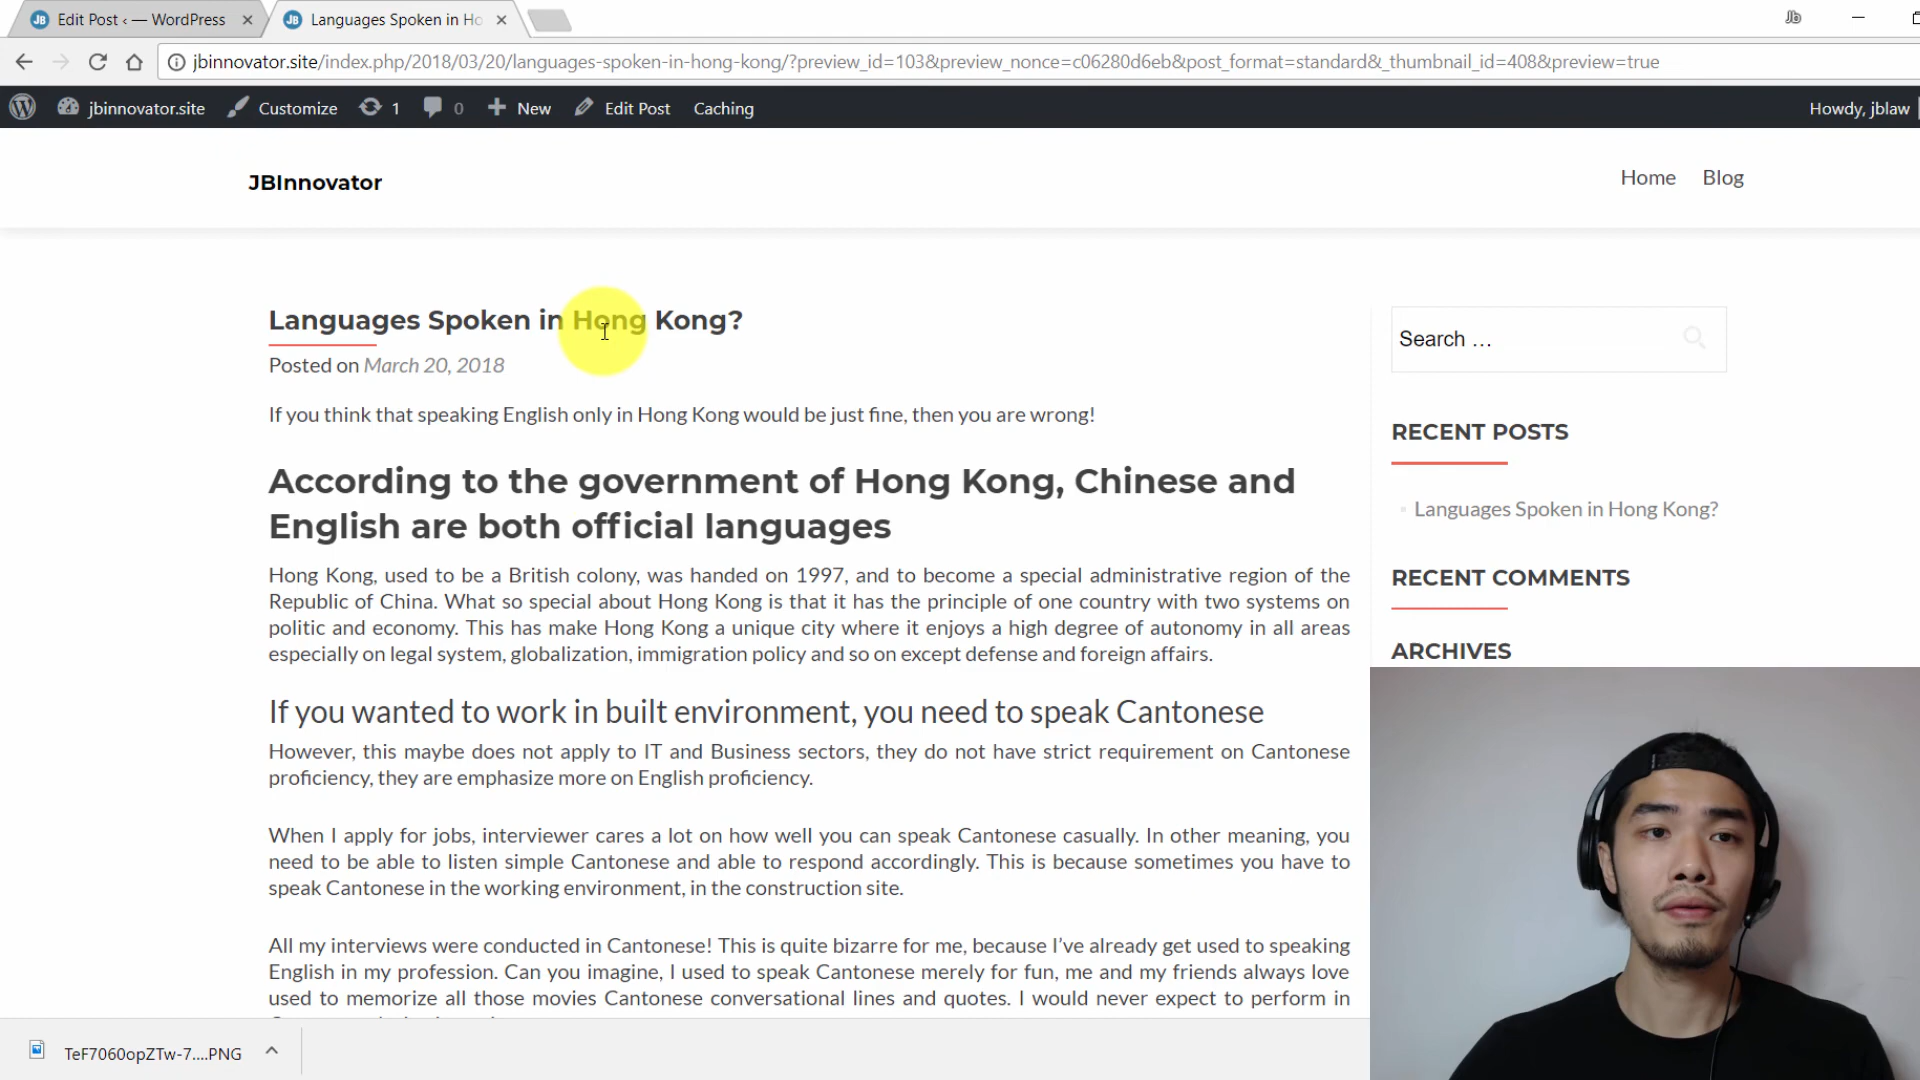 Edit Post ‹ — WordPress
Languages Spoken in Ho
Jb
jbinnovator.site/index.php/2018/03/20/languages-spoken-in-hong-kong/?preview_id=103&preview_nonce=c06280d6eb&post_format=standard&_thumbnail_id=408&preview=true
jbinnovator.site Customize 1 0 New Edit Post Caching Howdy, jblaw
JBInnovator
Home Blog
Languages Spoken in Hong Kong?
Posted on March 20, 2018
If you think that speaking English only in Hong Kong would be just fine, then you are wrong!
According to the government of Hong Kong, Chinese and
English are both official languages
Hong Kong, used to be a British colony, was handed on 1997, and to become a special administrative region of the
Republic of China. What so special about Hong Kong is that it has the principle of one country with two systems on
politic and economy. This has make Hong Kong a unique city where it enjoys a high degree of autonomy in all areas
especially on legal system, globalization, immigration policy and so on except defense and foreign affairs.
If you wanted to work in built environment, you need to speak Cantonese
However, this maybe does not apply to IT and Business sectors, they do not have strict requirement on Cantonese
proficiency, they are emphasize more on English proficiency.
When I apply for jobs, interviewer cares a lot on how well you can speak Cantonese casually. In other meaning, you
need to be able to listen simple Cantonese and able to respond accordingly. This is because sometimes you have to
speak Cantonese in the working environment, in the construction site.
All my interviews were conducted in Cantonese! This is quite bizarre for me, because I've already get used to speaking
English in my profession. Can you imagine, I used to speak Cantonese merely for fun, me and my friends always love
used to memorize all those movies Cantonese conversational lines and quotes. I would never expect to perform in
Search …
RECENT POSTS
Languages Spoken in Hong Kong?
RECENT COMMENTS
ARCHIVES
TeF7060opZTw-7....PNG